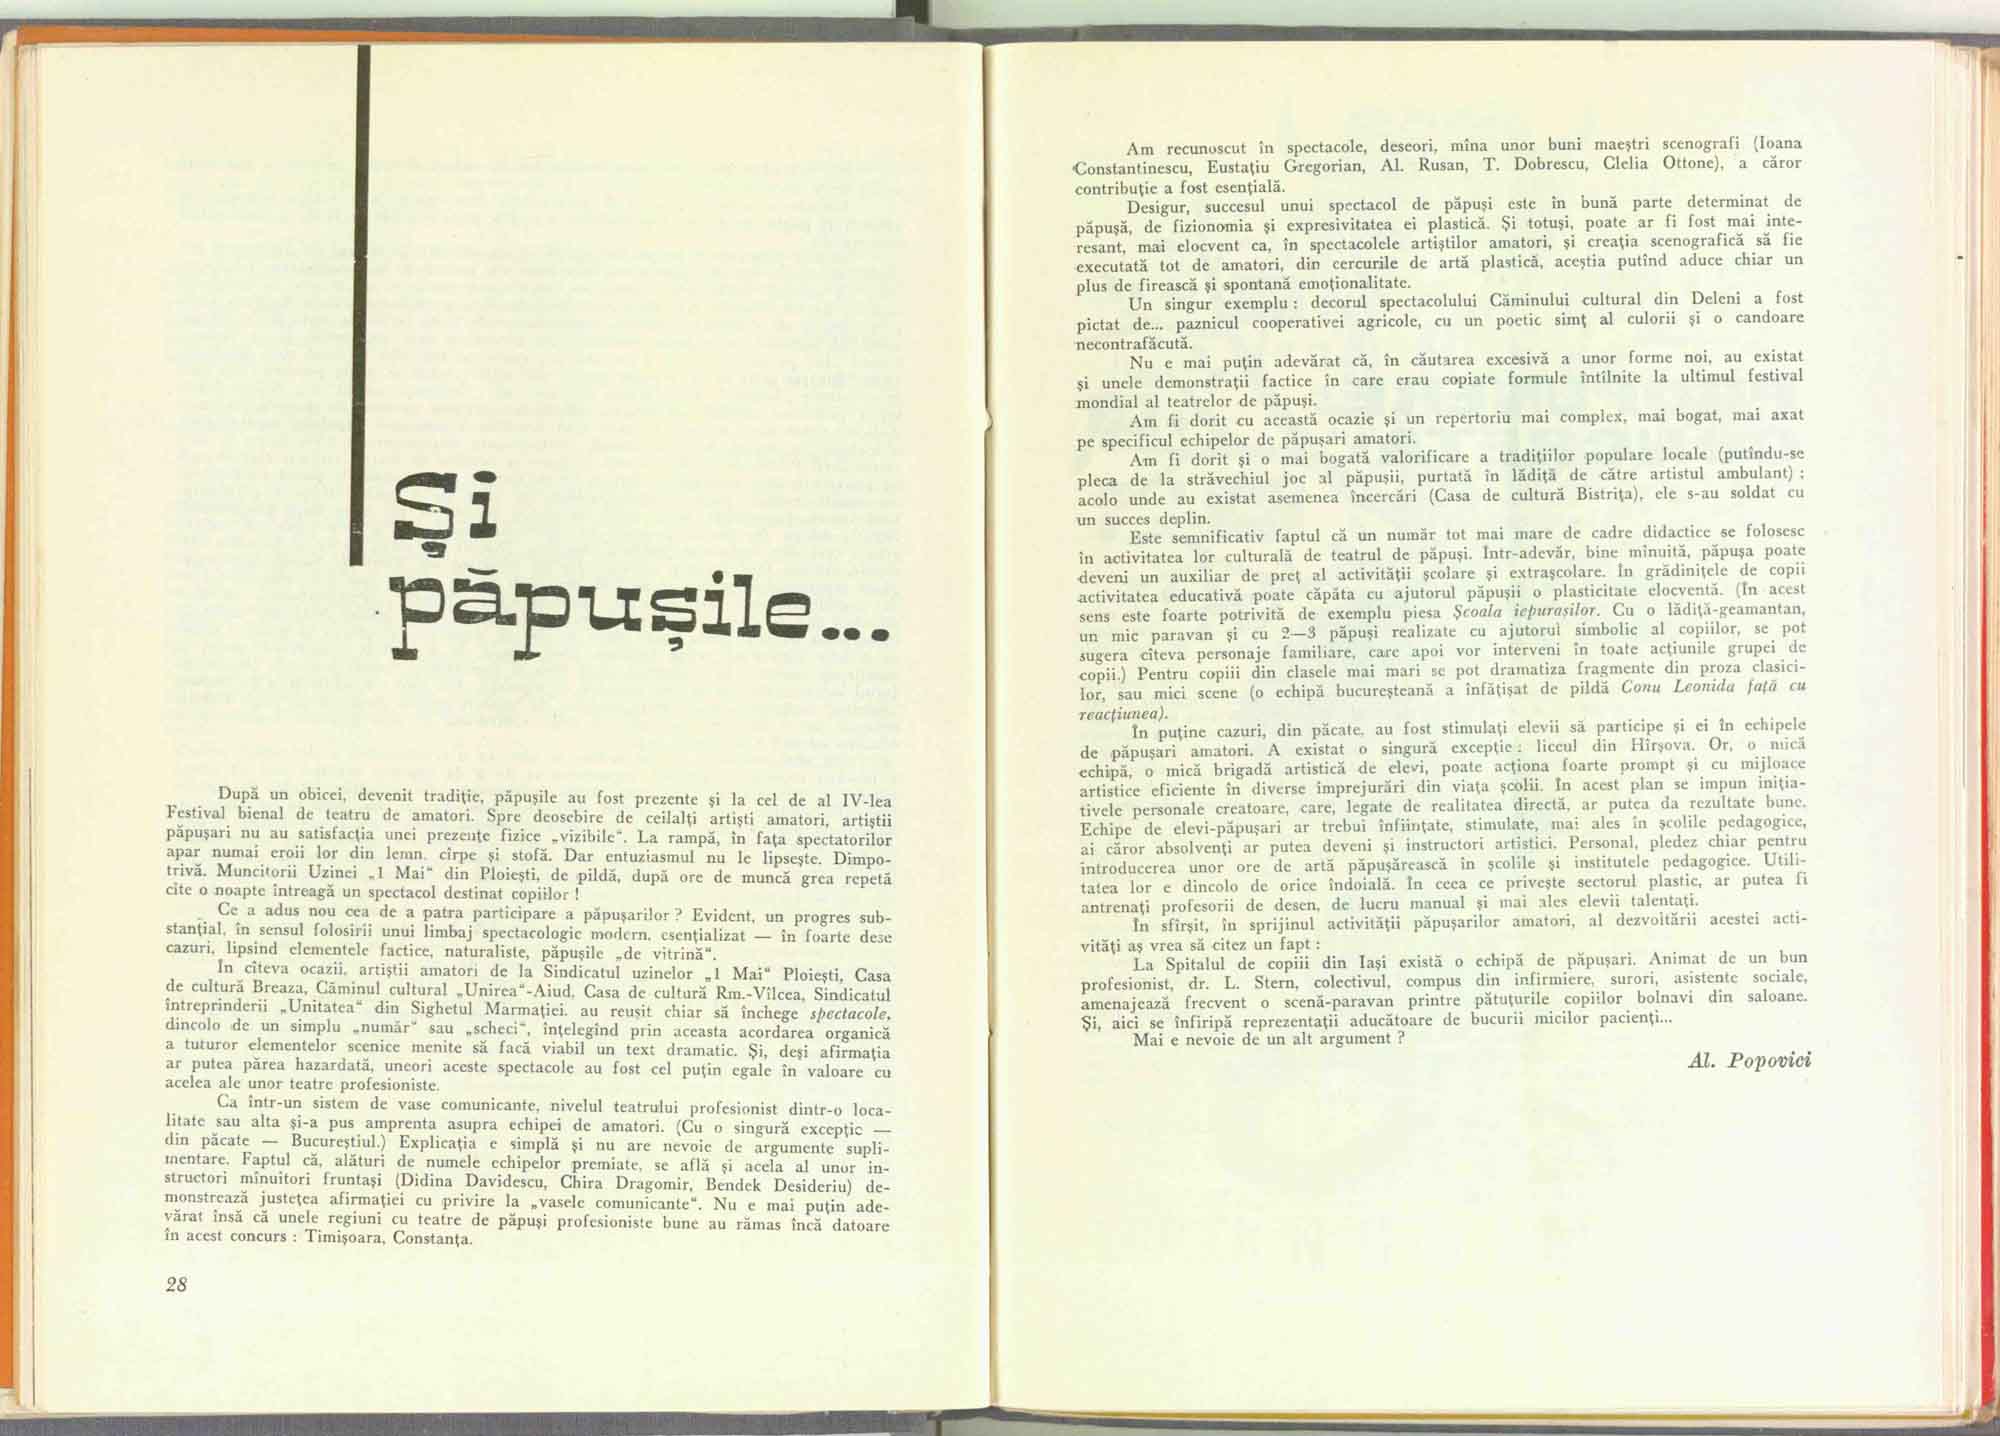 Și
păpușile...
După un obicei, devenit tradiție, păpușile au fost prezente și la cel de al IV-lea
Festival bienal de teatru de amatori. Spre deosebire de ceilalți artiști amatori, artiștii
păpușari nu au satisfacția unei prezențe fizice „vizibile“. La rampă, în fața spectatorilor
apar numai eroii lor din lemn, cîrpe și stofă. Dar entuziasmul nu le lipsește. Dimpo-
trivă. Muncitorii Uzinei „1 Mai“ din Ploiești, de pildă, după ore de muncă grea repetă
cîte o noapte întreagă un spectacol destinat copiilor !
Ce a adus nou cea de a patra participare a păpușarilor ? Evident, un progres sub-
stanțial, în sensul folosirii unui limbaj spectacologic modern, esențializat — în foarte dese
cazuri, lipsind elementele factice, naturaliste, păpușile „de vitrină“.
In cîteva ocazii, artiștii amatori de la Sindicatul uzinelor „1 Mai“ Ploiești, Casa
de cultură Breaza, Căminul cultural „Unirea“-Aiud, Casa de cultură Rm.-Vîlcea, Sindicatul
întreprinderii „Unitatea“ din Sighetul Marmației, au reușit chiar să închege spectacole,
dincolo de un simplu „număr“ sau „scheci“, înțelegînd prin aceasta acordarea organică
a tuturor elementelor scenice menite să facă viabil un text dramatic. Și, deși afirmația
ar putea părea hazardată, uneori aceste spectacole au fost cel puțin egale în valoare cu
acelea ale unor teatre profesioniste.
Ca într-un sistem de vase comunicante, nivelul teatrului profesionist dintr-o loca-
litate sau alta și-a pus amprenta asupra echipei de amatori. (Cu o singură excepție —
din păcate — Bucureștiul.) Explicația e simplă și nu are nevoie de argumente supli-
mentare. Faptul că, alături de numele echipelor premiate, se află și acela al unor in-
structori mînuitori fruntași (Didina Davidescu, Chira Dragomir, Bendek Desideriu) de-
monstrează justețea afirmației cu privire la „vasele comunicante“. Nu e mai puțin ade-
vărat însă că unele regiuni cu teatre de păpuși profesioniste bune au rămas încă datoare
în acest concurs : Timișoara, Constanța.
28
Am recunoscut în spectacole, deseori, mîna unor buni maeștri scenografi (Ioana
Constantinescu, Eustațiu Gregorian, Al. Rusan, T. Dobrescu, Clelia Ottone), a căror
contribuție a fost esențială.
Desigur, succesul unui spectacol de păpuși este în bună parte determinat de
păpușă, de fizionomia și expresivitatea ei plastică. Și totuși, poate ar fi fost mai inte-
resant, mai elocvent ca, în spectacolele artiștilor amatori, și creația scenografică să fie
executată tot de amatori, din cercurile de artă plastică, aceștia putînd aduce chiar un
plus de firească și spontană emoționalitate.
Un singur exemplu : decorul spectacolului Căminului cultural din Deleni a fost
pictat de... paznicul cooperativei agricole, cu un poetic simț al culorii și o candoare
necontrafăcută.
Nu e mai puțin adevărat că, în căutarea excesivă a unor forme noi, au existat
și unele demonstrații factice în care erau copiate formule întîlnite la ultimul festival
mondial al teatrelor de păpuși.
Am fi dorit cu această ocazie și un repertoriu mai complex, mai bogat, mai axat
pe specificul echipelor de păpușari amatori.
Am fi dorit și o mai bogată valorificare a tradițiilor populare locale (putîndu-se
pleca de la străvechiul joc al păpușii, purtată în lădiță de către artistul ambulant) ;
acolo unde au existat asemenea încercări (Casa de cultură Bistrița), ele s-au soldat cu
un succes deplin.
Este semnificativ faptul că un număr tot mai mare de cadre didactice se folosesc
în activitatea lor culturală de teatrul de păpuși. Intr-adevăr, bine minuită, păpușa poate
deveni un auxiliar de preț al activității școlare și extrașcolare. In grădinițele de copii
activitatea educativă poate căpăta cu ajutorul păpușii o plasticitate elocventă. (In acest
sens este foarte potrivită de exemplu piesa Școala iepurașilor. Cu o lădiță-geamantan,
un mic paravan și cu 2—3 păpuși realizate cu ajutorul simbolic al copiilor, se pot
sugera cîteva personaje familiare, care apoi vor interveni în toate acțiunile grupei de
copii.) Pentru copiii din clasele mai mari se pot dramatiza fragmente din proza clasici-
lor, sau mici scene (o echipă bucureșteană a înfățișat de pildă Conu Leonida față cu
reacțiunea).
În puține cazuri, din păcate, au fost stimulați elevii să participe și ei în echipele
de păpușari amatori. A existat o singură excepție : liceul din Hîrșova. Or, o mică
echipă, o mică brigadă artistică de elevi, poate acționa foarte prompt și cu mijloace
artistice eficiente în diverse împrejurări din viața școlii. In acest plan se impun iniția-
tivele personale creatoare, care, legate de realitatea directă, ar putea da rezultate bune.
Echipe de elevi-păpușari ar trebui înființate, stimulate, mai ales în școlile pedagogice,
ai căror absolvenți ar putea deveni și instructori artistici. Personal, pledez chiar pentru
introducerea unor ore de artă păpușărească în școlile și institutele pedagogice. Utili-
tatea lor e dincolo de orice îndoială. În ceea ce privește sectorul plastic, ar putea fi
antrenați profesorii de desen, de lucru manual și mai ales elevii talentați.
În sfîrșit, în sprijinul activității păpușarilor amatori, al dezvoltării acestei acti-
vități aș vrea să citez un fapt :
La Spitalul de copiii din Iași există o echipă de păpușari. Animat de un bun
profesionist, dr. L. Stern, colectivul, compus din infirmiere, surori, asistente sociale,
amenajează frecvent o scenă-paravan printre pătuțurile copiilor bolnavi din saloane.
Și, aici se înfiripă reprezentații aducătoare de bucurii micilor pacienți...
Mai e nevoie de un alt argument ?
Al. Popovici